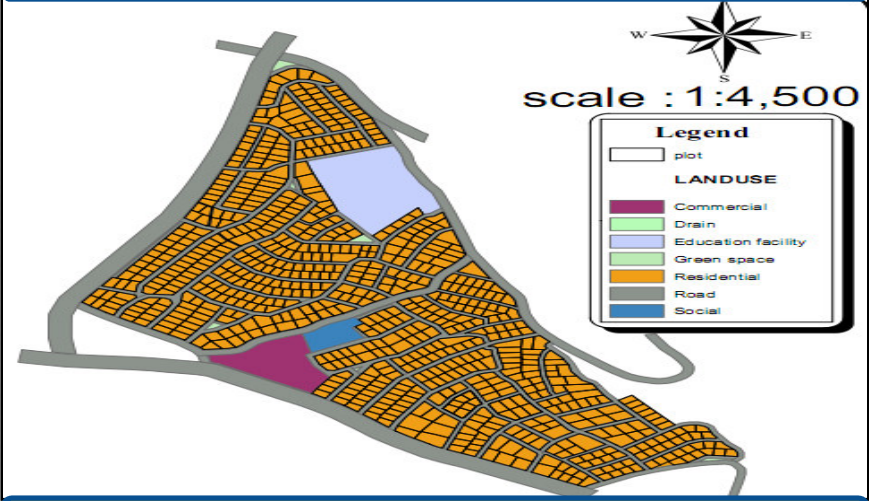 W E
S
scale : 1:4,500
Legend
plot
LANDUSE
Commercial
Drain
Education facility
Green space
Residential
Road
Social